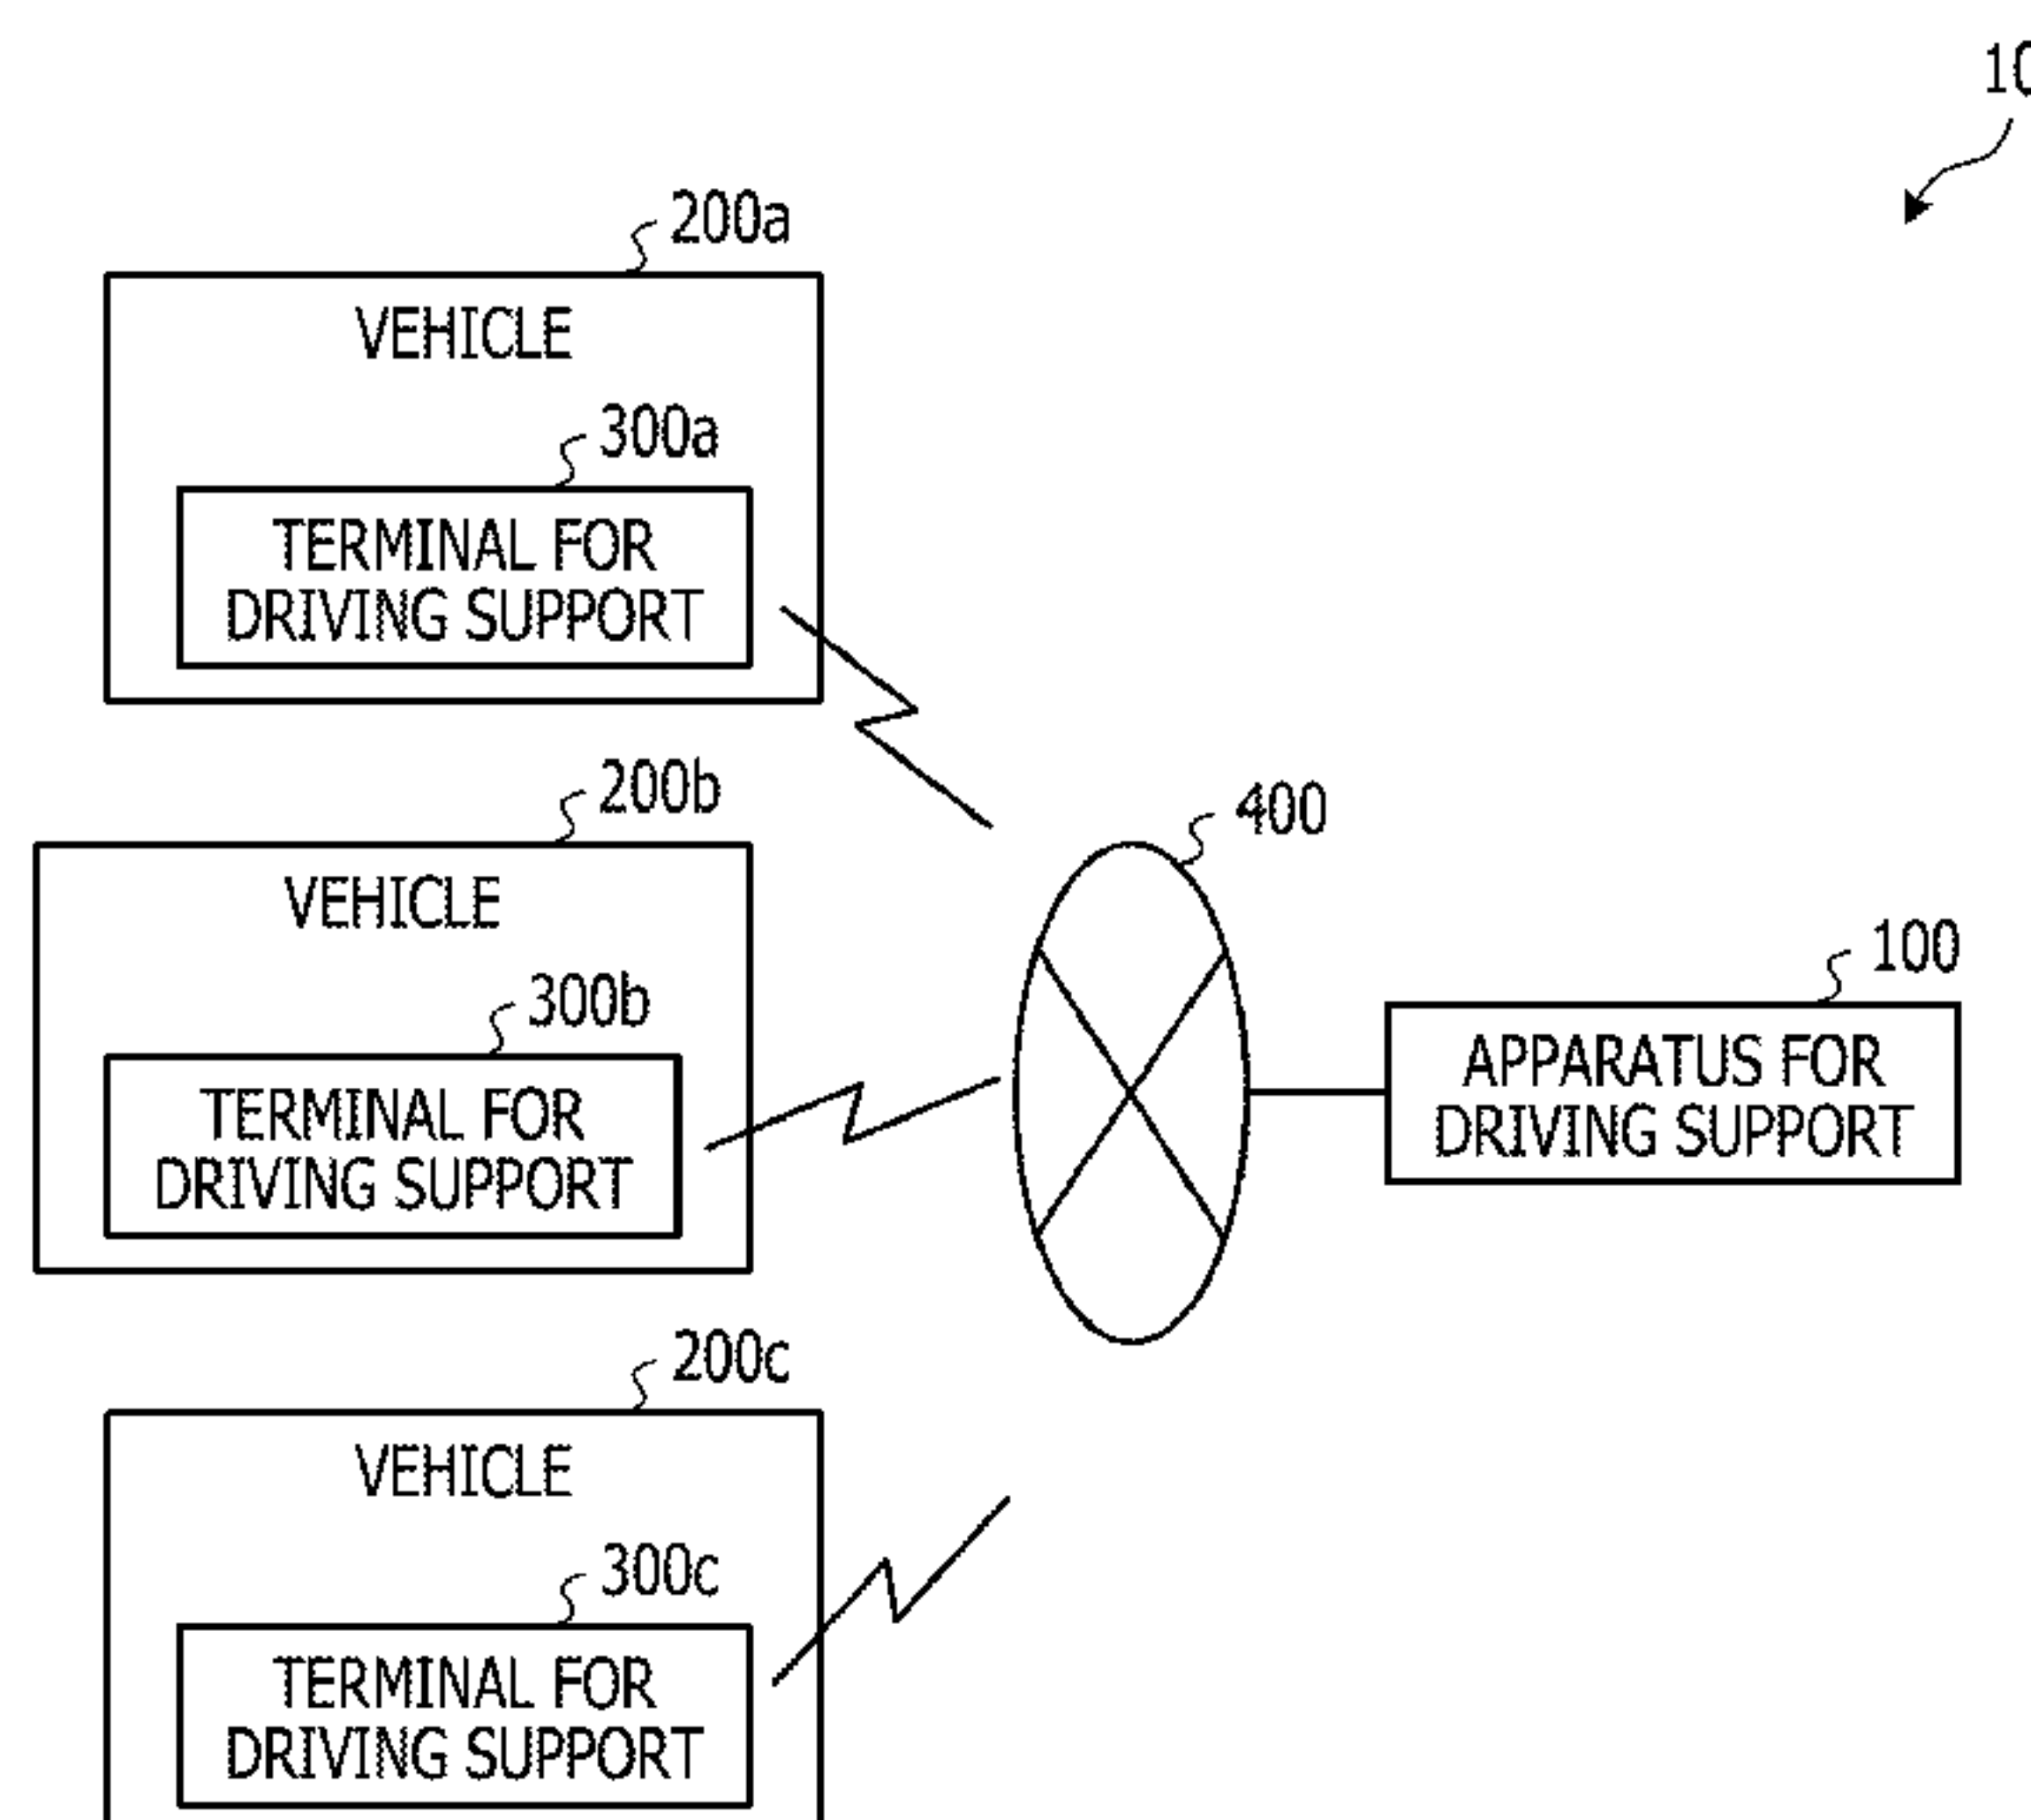 10
200a
VEHICLE
300a
TERMINAL FOR
DRIVING SUPPORT
200b
VEHICLE
300b
TERMINAL FOR
DRIVING SUPPORT
400
100
APPARATUS FOR
DRIVING SUPPORT
200c
VEHICLE
300c
TERMINAL FOR
DRIVING SUPPORT